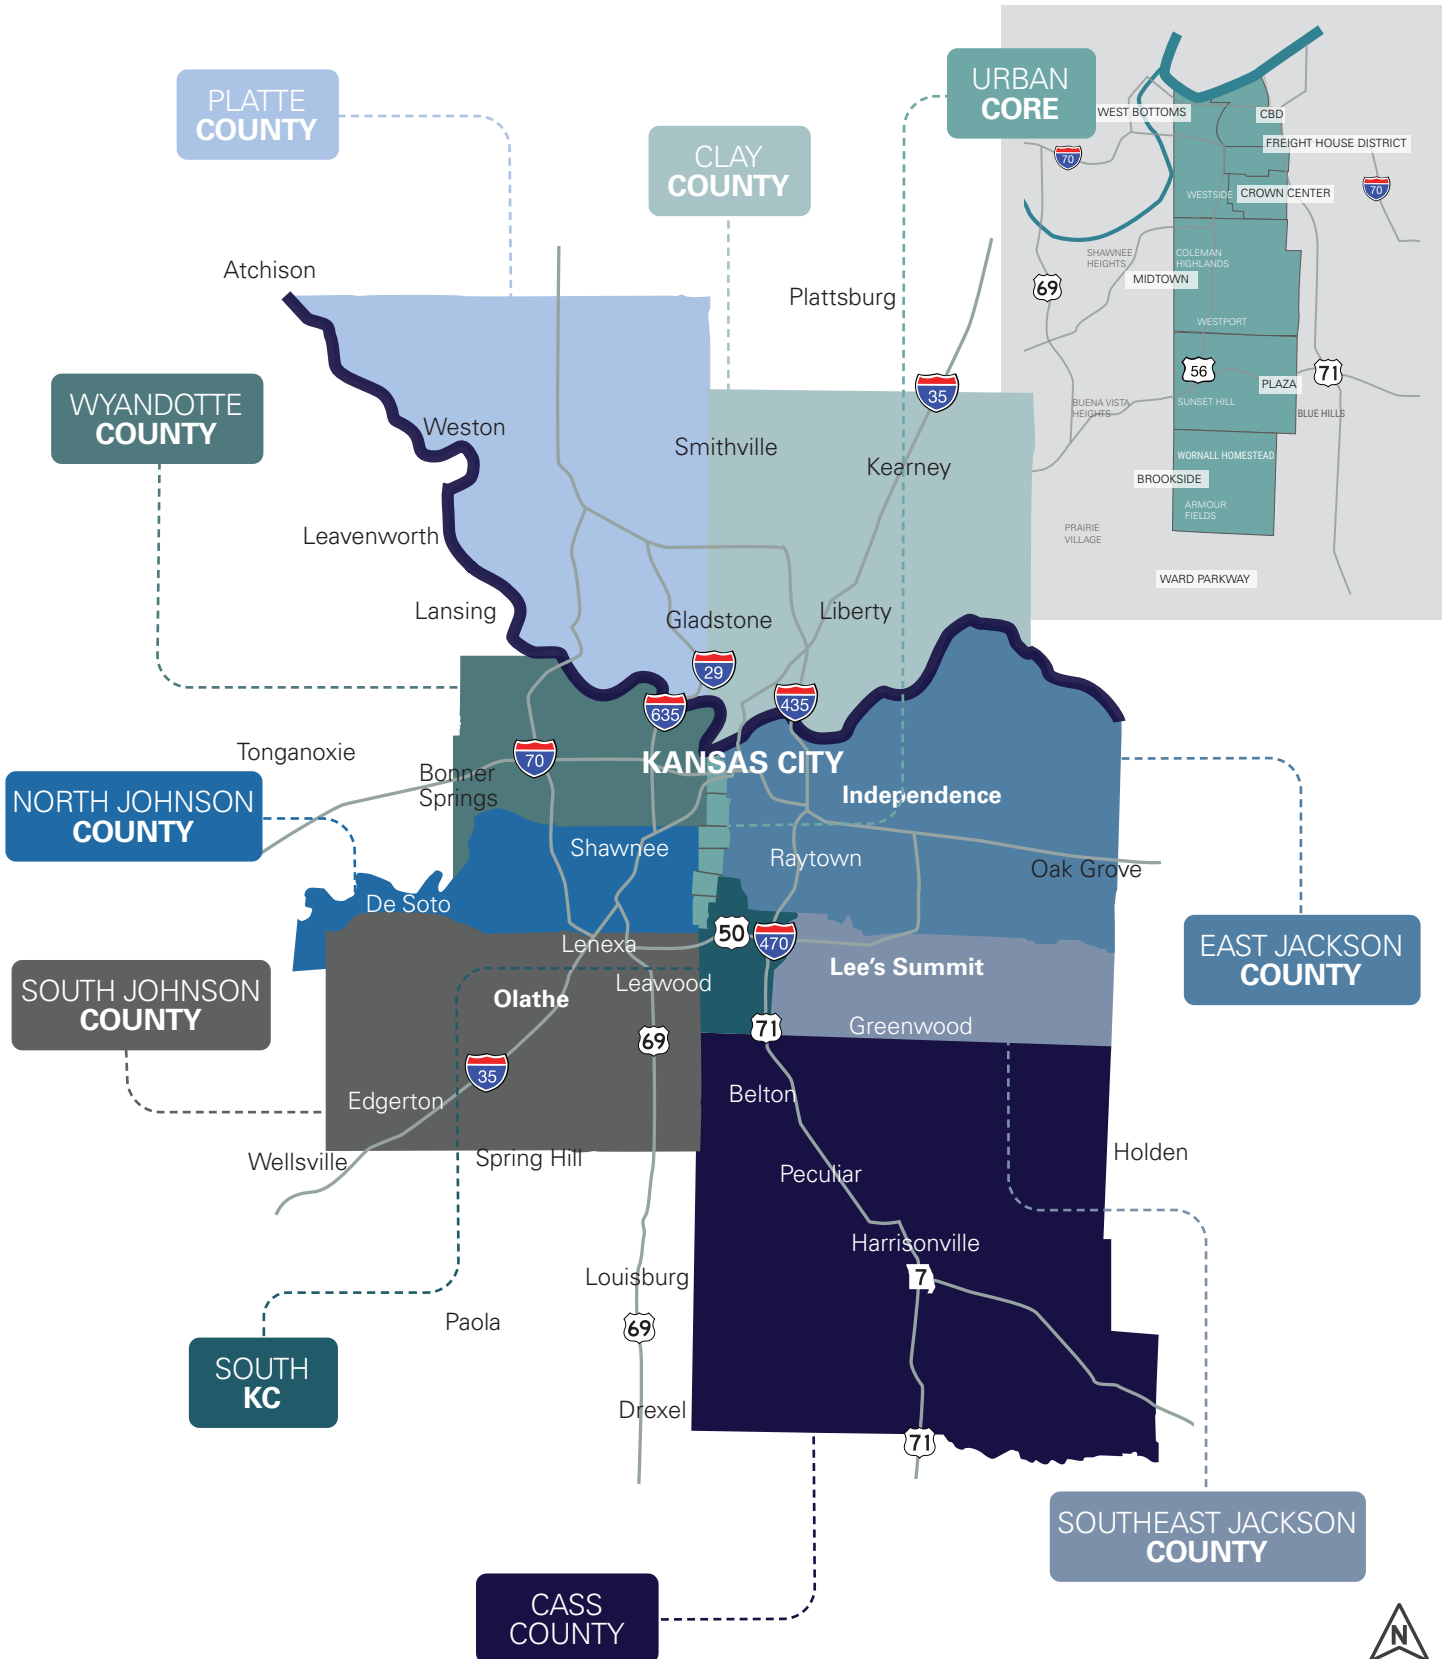 PLATTE
COUNTY
CLAY
COUNTY
URBAN
CORE
WEST BOTTOMS
CBD
FREIGHT HOUSE DISTRICT
70
70
WESTSIDE
CROWN CENTER
SHAWNEE
HEIGHTS
COLEMAN
HIGHLANDS
MIDTOWN
69
WESTPORT
56
71
PLAZA
BUENA VISTA
HEIGHTS
SUNSET HILL
BLUE HILLS
WORNALL HOMESTEAD
BROOKSIDE
ARMOUR
FIELDS
PRAIRIE
VILLAGE
WARD PARKWAY
Atchison
Plattsburg
35
WYANDOTTE
COUNTY
Weston
Smithville
Kearney
Leavenworth
Lansing
Gladstone
Liberty
29
635
435
Tonganoxie
70
KANSAS CITY
Bonner
Springs
Independence
NORTH JOHNSON
COUNTY
Shawnee
Raytown
Oak Grove
De Soto
50
470
Lenexa
EAST JACKSON
COUNTY
SOUTH JOHNSON
COUNTY
Lee's Summit
Leawood
Olathe
Greenwood
71
69
35
Edgerton
Belton
Wellsville
Spring Hill
Holden
Peculiar
Harrisonville
7
Louisburg
Paola
69
SOUTH
KC
Drexel
71
SOUTHEAST JACKSON
COUNTY
CASS
COUNTY
N